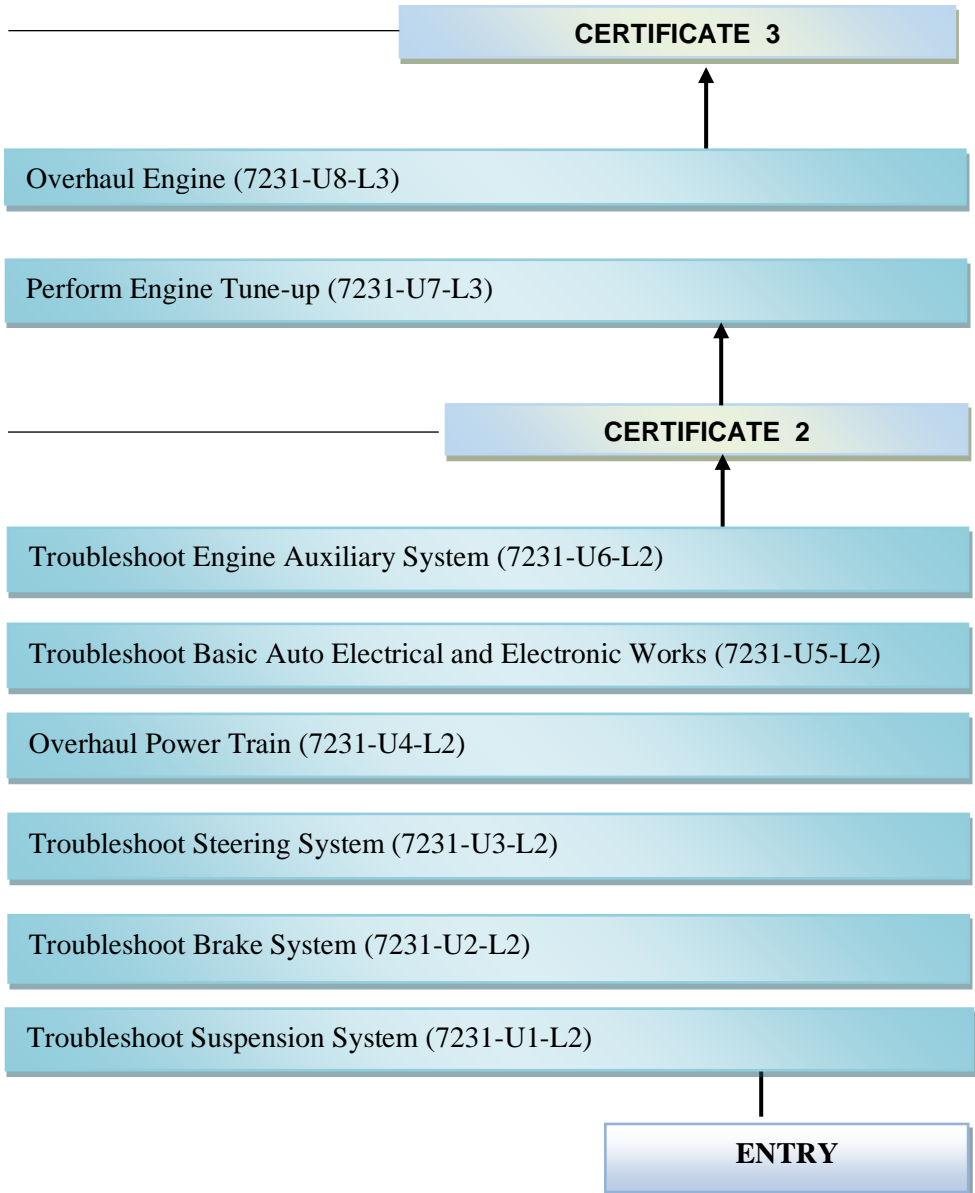 CERTIFICATE 3
Overhaul Engine (7231-U8-L3)
Perform Engine Tune-up (7231-U7-L3)
CERTIFICATE 2
Troubleshoot Engine Auxiliary System (7231-U6-L2)
Troubleshoot Basic Auto Electrical and Electronic Works (7231-U5-L2)
Overhaul Power Train (7231-U4-L2)
Troubleshoot Steering System (7231-U3-L2)
Troubleshoot Brake System (7231-U2-L2)
Troubleshoot Suspension System (7231-U1-L2)
ENTRY